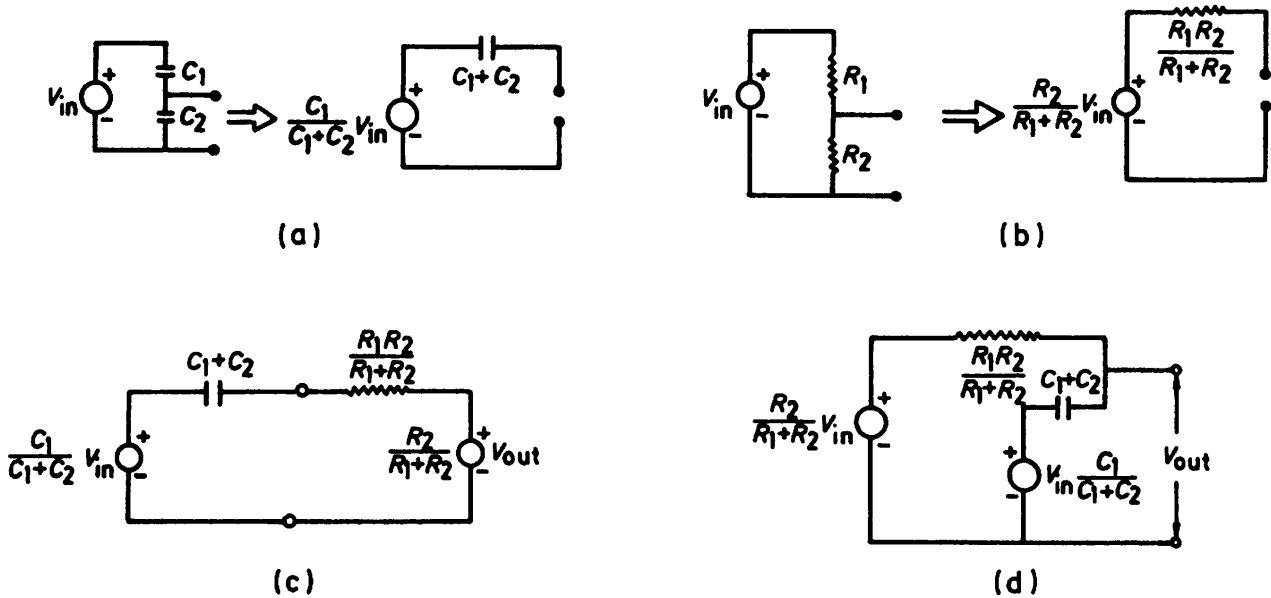 V_in + - C_1 C_2 ⇒ C_1/(C_1+C_2) V_in + - C_1+C_2
(a)
V_in + - R_1 R_2 ⇒ R_2/(R_1+R_2) V_in + - R_1R_2/(R_1+R_2)
(b)
C_1/(C_1+C_2) V_in + - C_1+C_2 R_1R_2/(R_1+R_2) R_2/(R_1+R_2) + - V_out
(c)
R_2/(R_1+R_2) V_in + - R_1R_2/(R_1+R_2) C_1+C_2 + - V_in C_1/(C_1+C_2) V_out
(d)